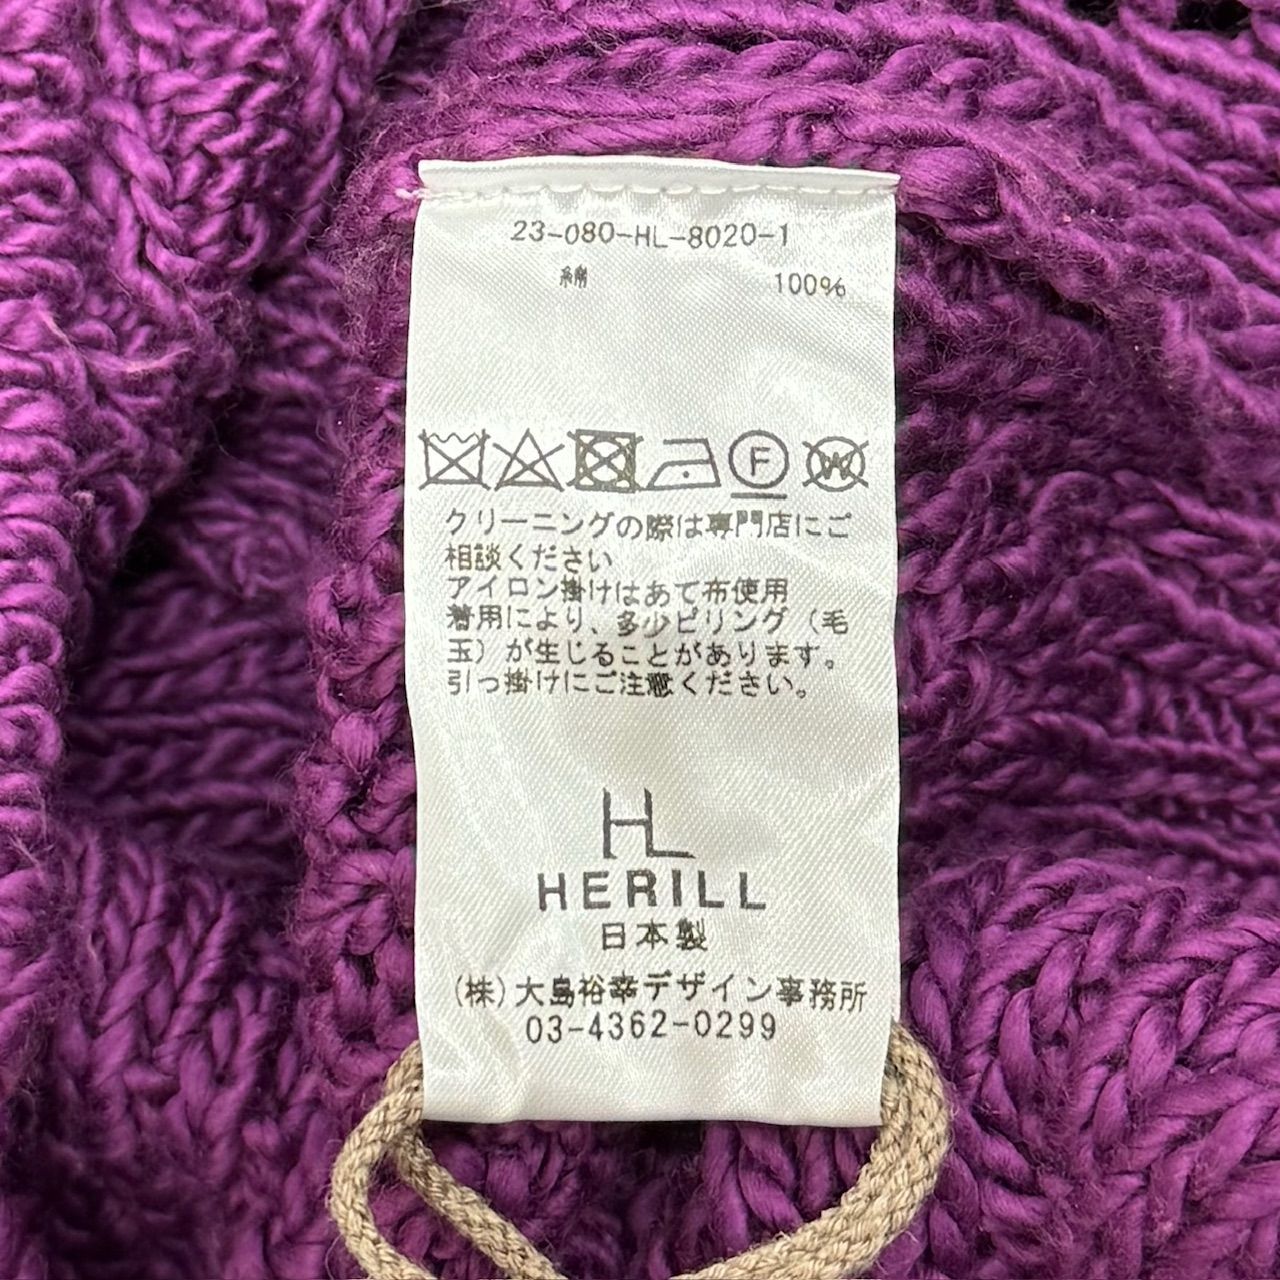 23-080-HL-8020-1
綿 100%
F W
クリーニングの際は専門店にご
相談ください
アイロン掛けはあて布使用
着用により、多少ピリング（毛
玉）が生じることがあります。
引っ掛けにご注意ください。
HL
HERILL
日本製
(株)大島裕幸デザイン事務所
03-4362-0299